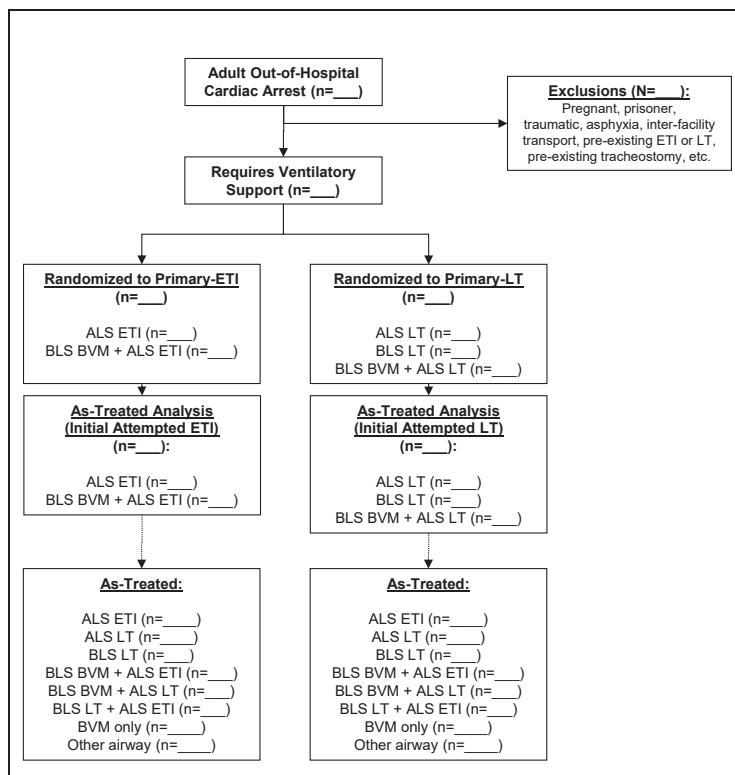 Adult Out-of-Hospital
Cardiac Arrest (n=___)
Exclusions (N=___):
Pregnant, prisoner,
traumatic, asphyxia, inter-facility
transport, pre-existing ETI or LT,
pre-existing tracheostomy, etc.
Requires Ventilatory
Support (n=___)
Randomized to Primary-ETI
(n=___)
ALS ETI (n=___)
BLS BVM + ALS ETI (n=___)
Randomized to Primary-LT
(n=___)
ALS LT (n=___)
BLS LT (n=___)
BLS BVM + ALS LT (n=___)
As-Treated Analysis
(Initial Attempted ETI)
(n=___):
ALS ETI (n=___)
BLS BVM + ALS ETI (n=___)
As-Treated Analysis
(Initial Attempted LT)
(n=___):
ALS LT (n=___)
BLS LT (n=___)
BLS BVM + ALS LT (n=___)
As-Treated:
ALS ETI (n=____)
ALS LT (n=____)
BLS LT (n=____)
BLS BVM + ALS ETI (n=____)
BLS BVM + ALS LT (n=____)
BLS LT + ALS ETI (n=____)
BVM only (n=____)
Other airway (n=____)
As-Treated:
ALS ETI (n=____)
ALS LT (n=____)
BLS LT (n=____)
BLS BVM + ALS ETI (n=____)
BLS BVM + ALS LT (n=____)
BLS LT + ALS ETI (n=____)
BVM only (n=____)
Other airway (n=____)